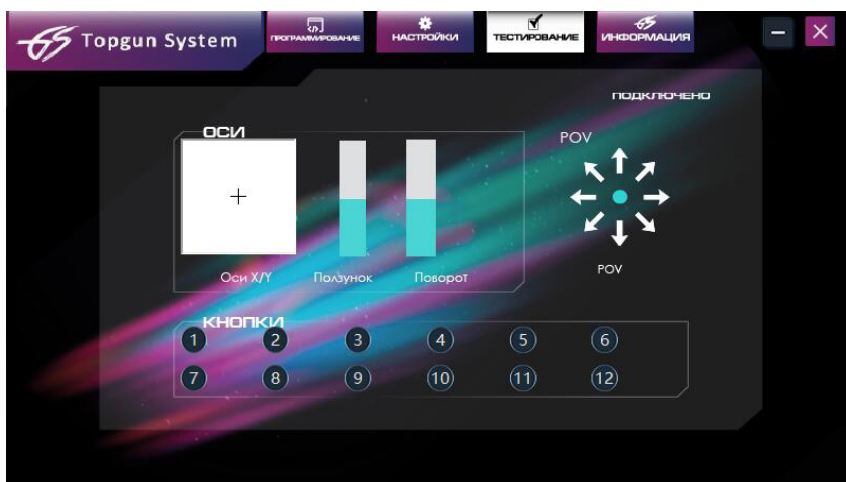 Topgun System
ПРОГРАММИРОВАНИЕ
НАСТРОЙКИ
ТЕСТИРОВАНИЕ
ИНФОРМАЦИЯ
ПОДКЛЮЧЕНО
ОСИ
POV
Оси X/Y Ползунок Поворот
POV
КНОПКИ
1 2 3 4 5 6
7 8 9 10 11 12